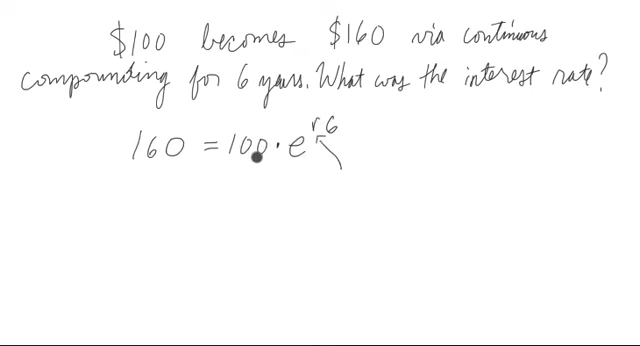 $100 becomes $160 via continuous
compounding for 6 years. What was the interest rate?
160 = 100 · e^{r6}